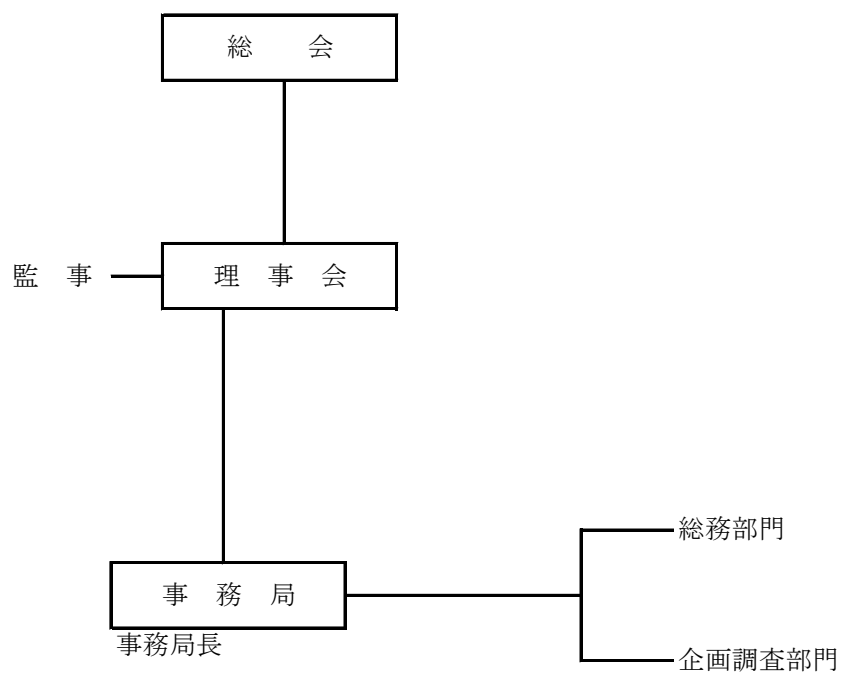 総　会
監　事
理　事　会
総務部門
事　務　局
事務局長
企画調査部門